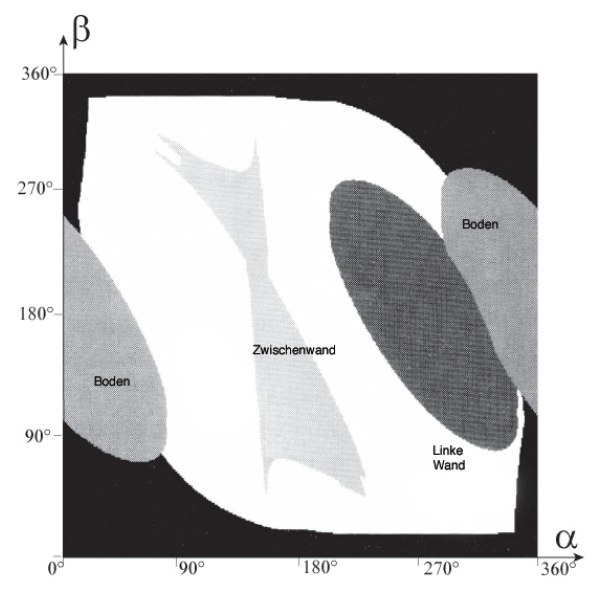 β
360°
270°
Boden
180°
Zwischenwand
Boden
90°
Linke
Wand
α
0°
90°
180°
270°
360°